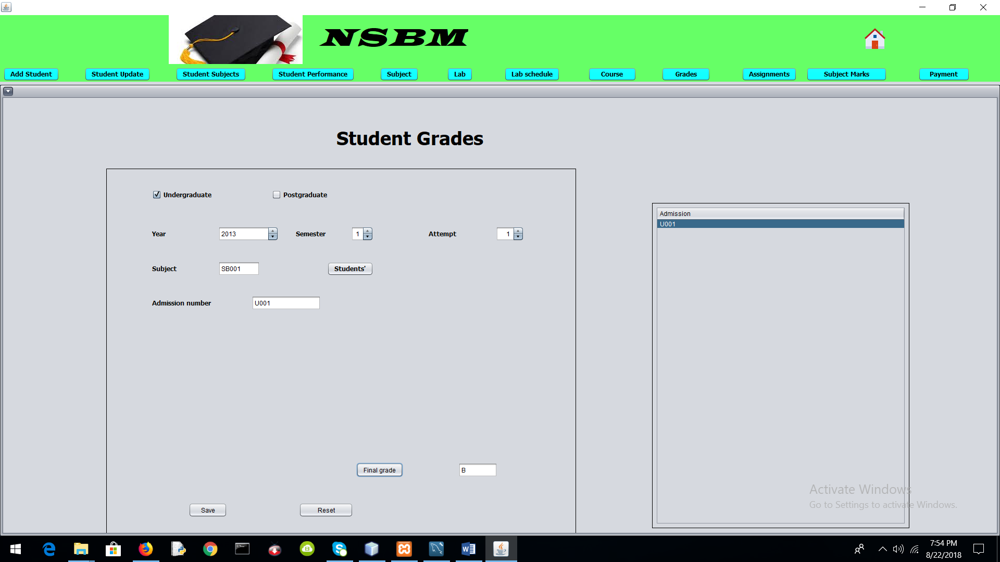 NSBM
Add Student Student Update Student Subjects Student Performance Subject Lab Lab schedule Course Grades Assignments Subject Marks Payment
Student Grades
Undergraduate Postgraduate
Year 2013 Semester 1 Attempt 1
Subject SB001 Students'
Admission number U001
Final grade B
Save Reset
Admission
U001
Activate Windows
Go to Settings to activate Windows.
7:54 PM
8/22/2018